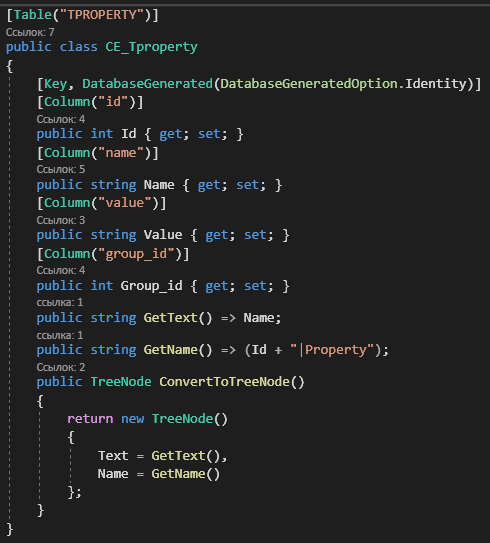 [Table("TPROPERTY")]
Ссылок: 7
public class CE_Tproperty
{
[Key, DatabaseGenerated(DatabaseGeneratedOption.Identity)]
[Column("id")]
Ссылок: 4
public int Id { get; set; }
[Column("name")]
Ссылок: 5
public string Name { get; set; }
[Column("value")]
Ссылок: 3
public string Value { get; set; }
[Column("group_id")]
Ссылок: 4
public int Group_id { get; set; }
ссылка: 1
public string GetText() => Name;
ссылка: 1
public string GetName() => (Id + "|Property");
Ссылок: 2
public TreeNode ConvertToTreeNode()
{
return new TreeNode()
{
Text = GetText(),
Name = GetName()
};
}
}